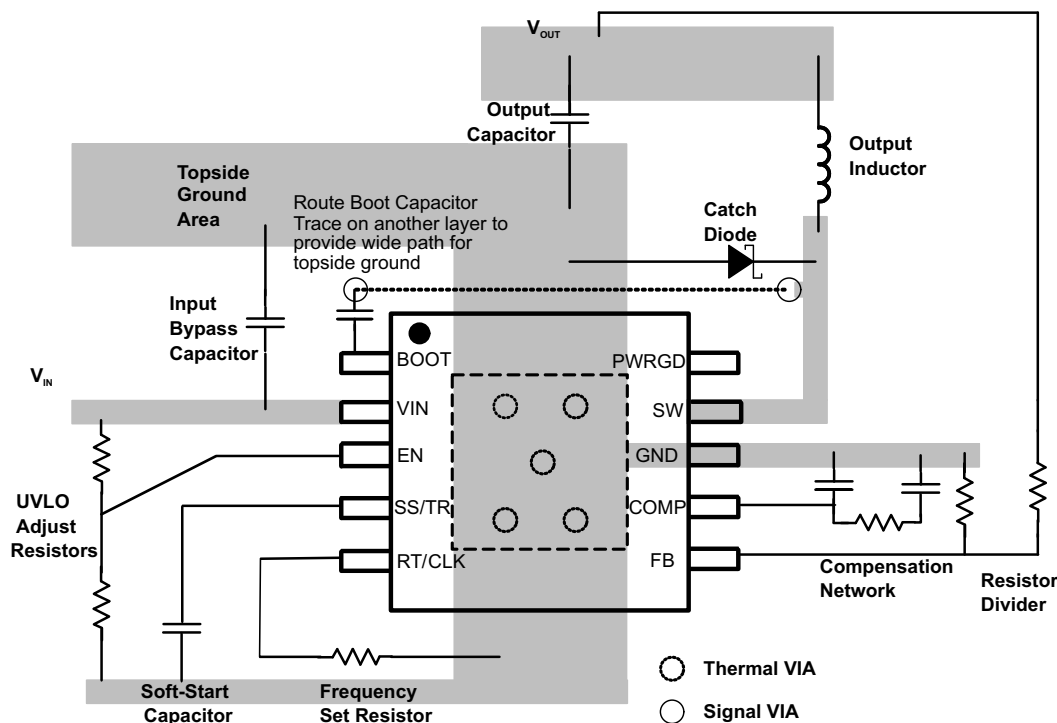 V_OUT
Output
Capacitor
Output
Inductor
Topside
Ground
Area
Route Boot Capacitor
Trace on another layer to
provide wide path for
topside ground
Catch
Diode
Input
Bypass
Capacitor
V_IN
BOOT
VIN
EN
SS/TR
RT/CLK
PWRGD
SW
GND
COMP
FB
UVLO
Adjust
Resistors
Compensation
Network
Resistor
Divider
Soft-Start
Capacitor
Frequency
Set Resistor
Thermal VIA
Signal VIA